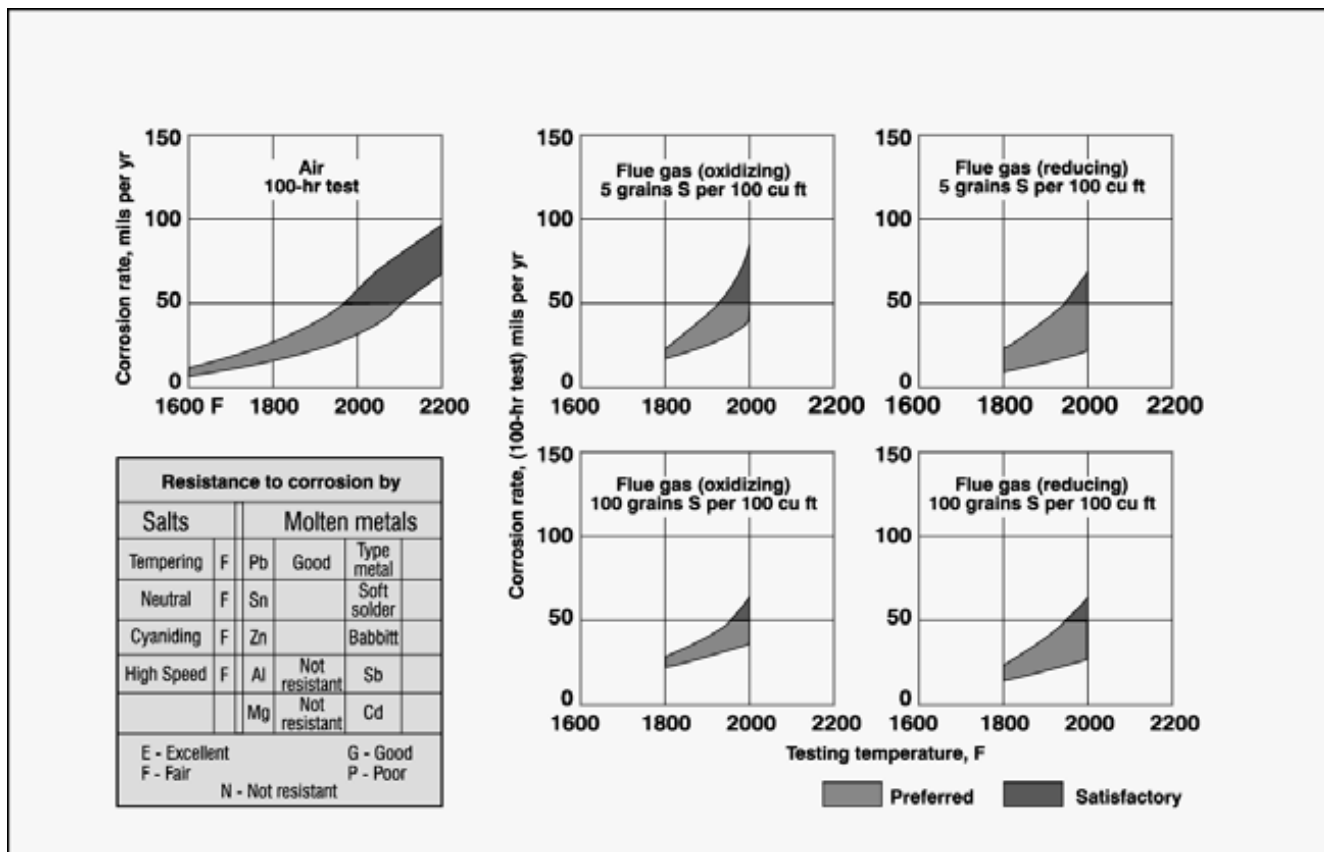 Corrosion rate, mils per yr
150
100
50
0
Air
100-hr test
1600 F
1800
2000
2200
Corrosion rate, (100-hr test) mils per yr
150
100
50
0
Flue gas (oxidizing)
5 grains S per 100 cu ft
1600
1800
2000
2200
150
100
50
0
Flue gas (reducing)
5 grains S per 100 cu ft
1600
1800
2000
2200
Resistance to corrosion by
Salts Molten metals
Tempering F Pb Good Type metal
Neutral F Sn Soft solder
Cyaniding F Zn Babbitt
High Speed F Al Not resistant Sb
Mg Not resistant Cd
E - Excellent G - Good
F - Fair P - Poor
N - Not resistant
150
100
50
0
Flue gas (oxidizing)
100 grains S per 100 cu ft
1600
1800
2000
2200
150
100
50
0
Flue gas (reducing)
100 grains S per 100 cu ft
1600
1800
2000
2200
Testing temperature, F
Preferred
Satisfactory